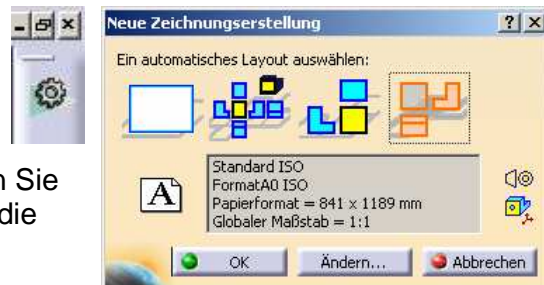 Neue Zeichnungserstellung
Ein automatisches Layout auswählen:
Standard ISO
FormatA0 ISO
Papierformat = 841 x 1189 mm
Globaler Maßstab = 1:1
A
OK Ändern... Abbrechen
n Sie
die